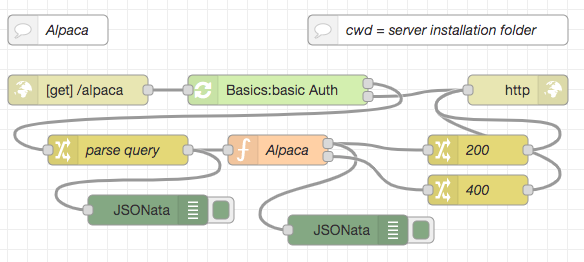 Alpaca
cwd = server installation folder
[get] /alpaca
Basics:basic Auth
http
parse query
Alpaca
200
400
JSONata
JSONata